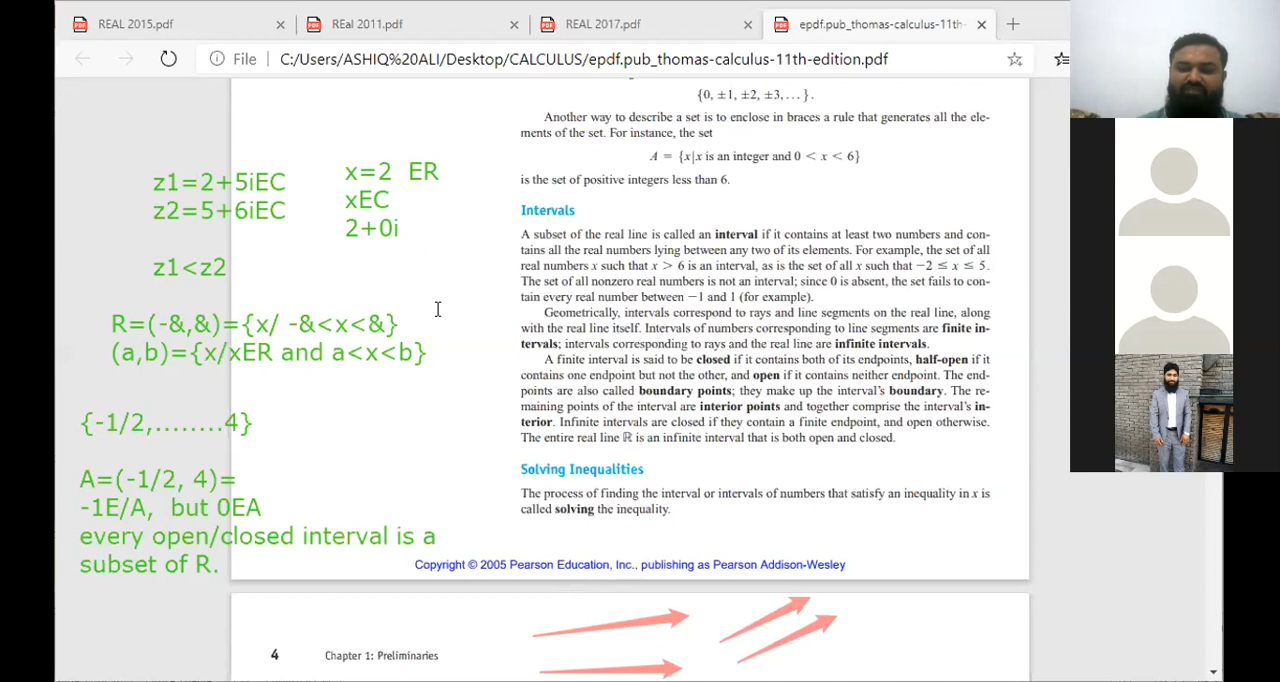 REAL 2015.pdf
REal 2011.pdf
REAL 2017.pdf
epdf.pub_thomas-calculus-11th-
File C:/Users/ASHIQ%20ALI/Desktop/CALCULUS/epdf.pub_thomas-calculus-11th-edition.pdf
z1=2+5iEC
z2=5+6iEC
z1<z2
x=2 ER
xEC
2+0i
R=(-&,&)={x/ -&<x<&}
(a,b)={x/xER and a<x<b}
{-1/2,........4}
A=(-1/2, 4)=
-1E/A, but 0EA
every open/closed interval is a
subset of R.
{0, ±1, ±2, ±3, . . . }.
Another way to describe a set is to enclose in braces a rule that generates all the ele-
ments of the set. For instance, the set
A = {x|x is an integer and 0 < x < 6}
is the set of positive integers less than 6.
Intervals
A subset of the real line is called an interval if it contains at least two numbers and con-
tains all the real numbers lying between any two of its elements. For example, the set of all
real numbers x such that x > 6 is an interval, as is the set of all x such that −2 ≤ x ≤ 5.
The set of all nonzero real numbers is not an interval; since 0 is absent, the set fails to con-
tain every real number between −1 and 1 (for example).
Geometrically, intervals correspond to rays and line segments on the real line, along
with the real line itself. Intervals of numbers corresponding to line segments are finite in-
tervals; intervals corresponding to rays and the real line are infinite intervals.
A finite interval is said to be closed if it contains both of its endpoints, half-open if it
contains one endpoint but not the other, and open if it contains neither endpoint. The end-
points are also called boundary points; they make up the interval's boundary. The re-
maining points of the interval are interior points and together comprise the interval's in-
terior. Infinite intervals are closed if they contain a finite endpoint, and open otherwise.
The entire real line ℝ is an infinite interval that is both open and closed.
Solving Inequalities
The process of finding the interval or intervals of numbers that satisfy an inequality in x is
called solving the inequality.
Copyright © 2005 Pearson Education, Inc., publishing as Pearson Addison-Wesley
4 Chapter 1: Preliminaries